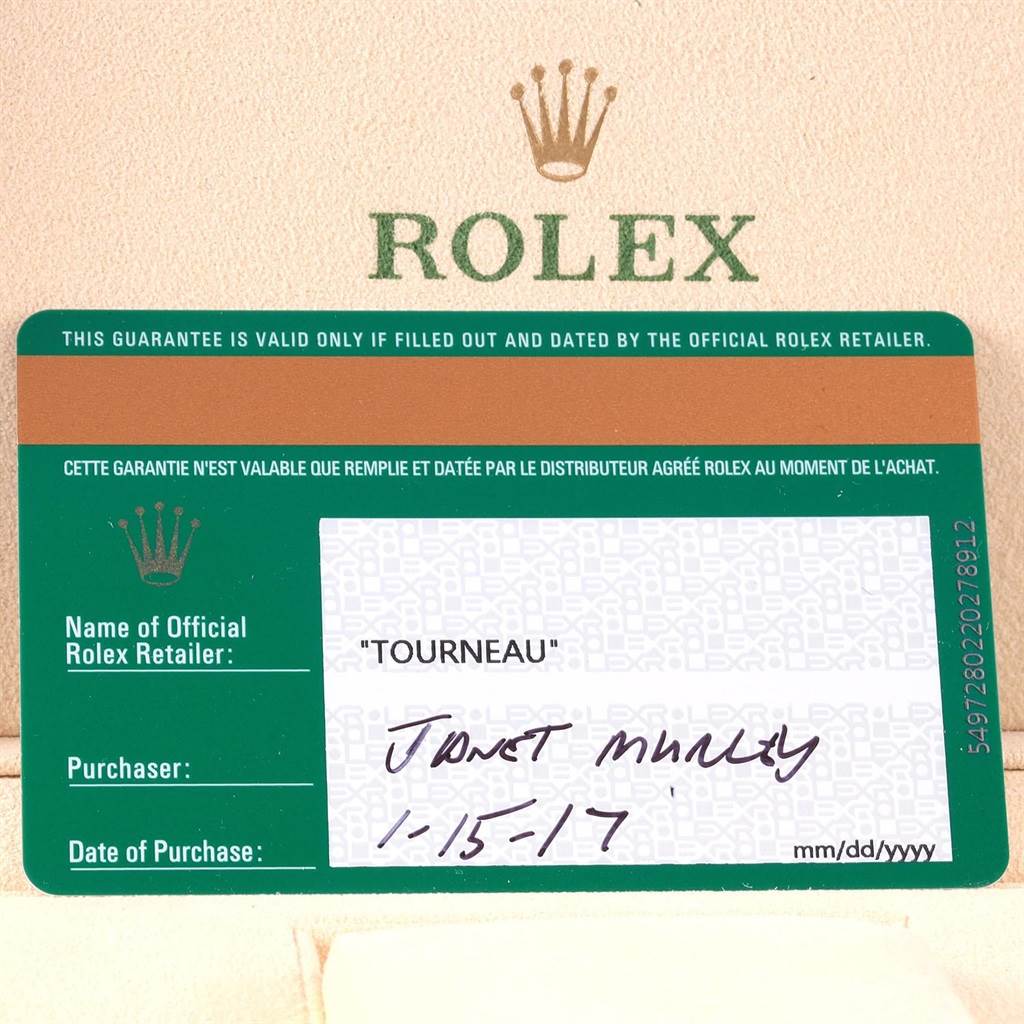 ROLEX
THIS GUARANTEE IS VALID ONLY IF FILLED OUT AND DATED BY THE OFFICIAL ROLEX RETAILER.
CETTE GARANTIE N'EST VALABLE QUE REMPLIE ET DATÉE PAR LE DISTRIBUTEUR AGRÉÉ ROLEX AU MOMENT DE L'ACHAT.
Name of Official
Rolex Retailer:
"TOURNEAU"
Purchaser:
JANET
Date of Purchase:
1-15-17
mm/dd/yyyy
5497280220278912